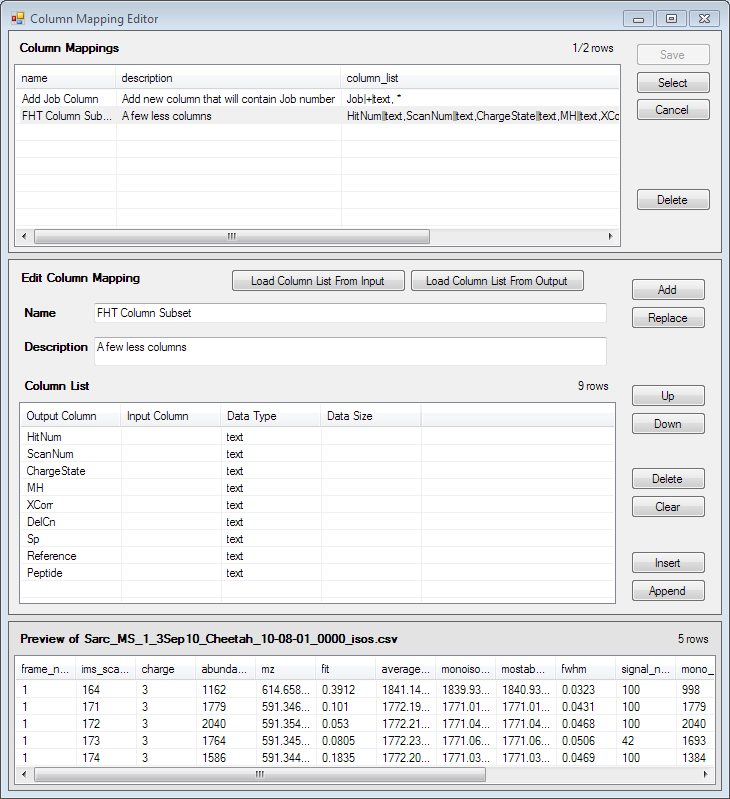 Column Mapping Editor
Column Mappings 1/2 rows
Save
name description column_list
Select
Add Job Column Add new column that will contain Job number Job|+|text, *
FHT Column Sub... A few less columns HitNum||text,ScanNum||text,ChargeState||text,MH||text,XCo
Cancel
Delete
Edit Column Mapping Load Column List From Input Load Column List From Output
Add
Name FHT Column Subset
Replace
Description A few less columns
Column List 9 rows
Up
Output Column Input Column Data Type Data Size
Down
HitNum text
ScanNum text
ChargeState text
Delete
MH text
XCorr text
Clear
DelCn text
Sp text
Reference text
Insert
Peptide text
Append
Preview of Sarc_MS_1_3Sep10_Cheetah_10-08-01_0000_isos.csv 5 rows
frame_n... ims_sca... charge abunda... mz fit average... monoiso... mostab... fwhm signal_n... mono_
1 164 3 1162 614.658... 0.3912 1841.14... 1839.93... 1840.93... 0.0323 100 998
1 171 3 1779 591.346... 0.101 1772.19... 1771.01... 1771.01... 0.0431 100 1779
1 172 3 2040 591.354... 0.053 1772.21... 1771.04... 1771.04... 0.0468 100 2040
1 173 3 1764 591.345... 0.0805 1772.23... 1771.06... 1771.06... 0.0506 42 1693
1 174 3 1586 591.344... 0.1835 1772.20... 1771.03... 1771.03... 0.0469 100 1384